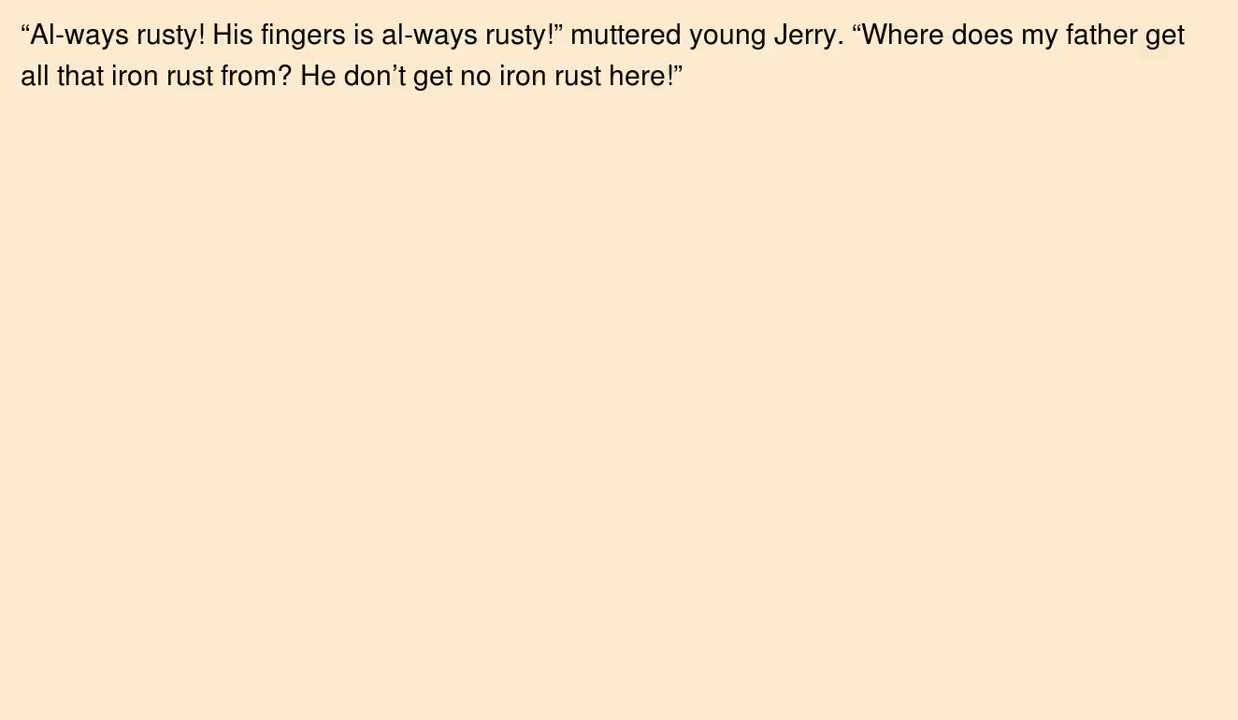 “Al-ways rusty! His fingers is al-ways rusty!” muttered young Jerry. “Where does my father get
all that iron rust from? He don’t get no iron rust here!”